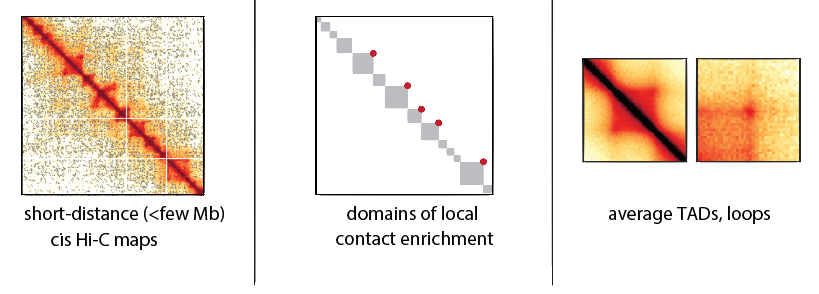 short-distance (<few Mb)
cis Hi-C maps
domains of local
contact enrichment
average TADs, loops